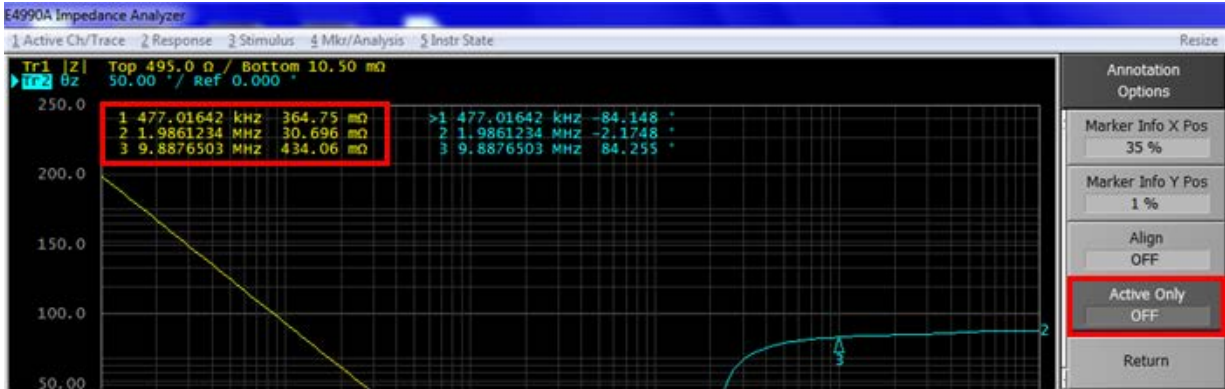 E4990A Impedance Analyzer
1 Active Ch/Trace 2 Response 3 Stimulus 4 Mkr/Analysis 5 Instr State Resize
Tr1 |Z| Top 495.0 Ω / Bottom 10.50 mΩ
Tr2 θz 50.00 °/ Ref 0.000 °
250.0
1 477.01642 kHz 364.75 mΩ
2 1.9861234 MHz 30.696 mΩ
3 9.8876503 MHz 434.06 mΩ
>1 477.01642 kHz -84.148 °
2 1.9861234 MHz -2.1748 °
3 9.8876503 MHz 84.255 °
200.0
150.0
100.0
50.00
2
3
Annotation
Options
Marker Info X Pos
35 %
Marker Info Y Pos
1 %
Align
OFF
Active Only
OFF
Return